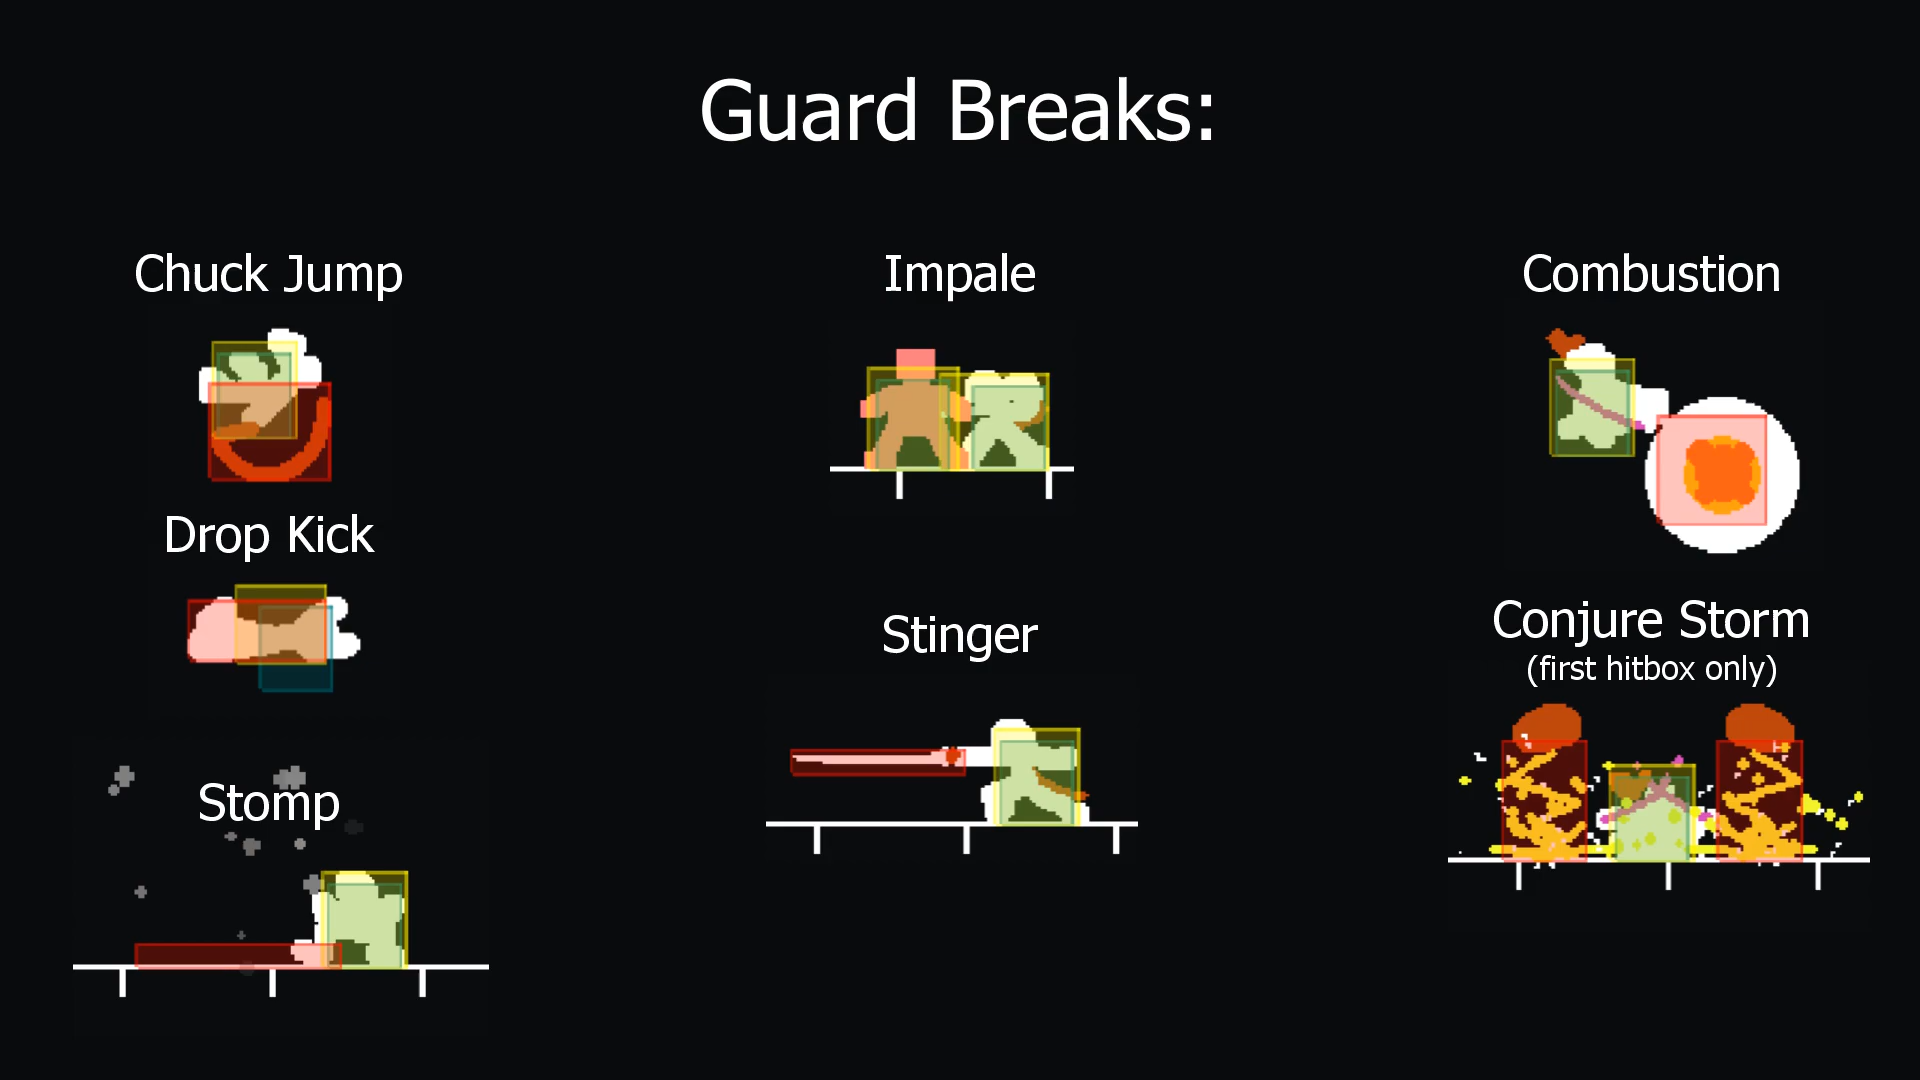 Guard Breaks:
Chuck Jump
Drop Kick
Stomp
Impale
Stinger
Combustion
Conjure Storm
(first hitbox only)